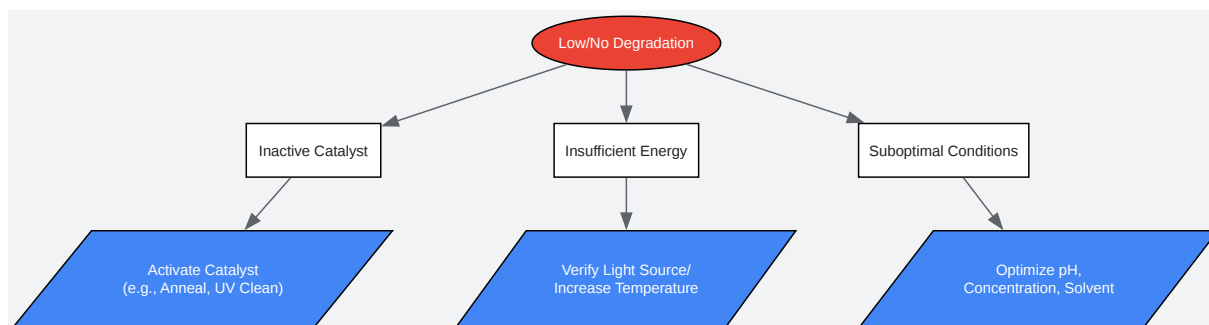 Low/No Degradation
Inactive Catalyst
Insufficient Energy
Suboptimal Conditions
Activate Catalyst
(e.g., Anneal, UV Clean)
Verify Light Source/
Increase Temperature
Optimize pH,
Concentration, Solvent